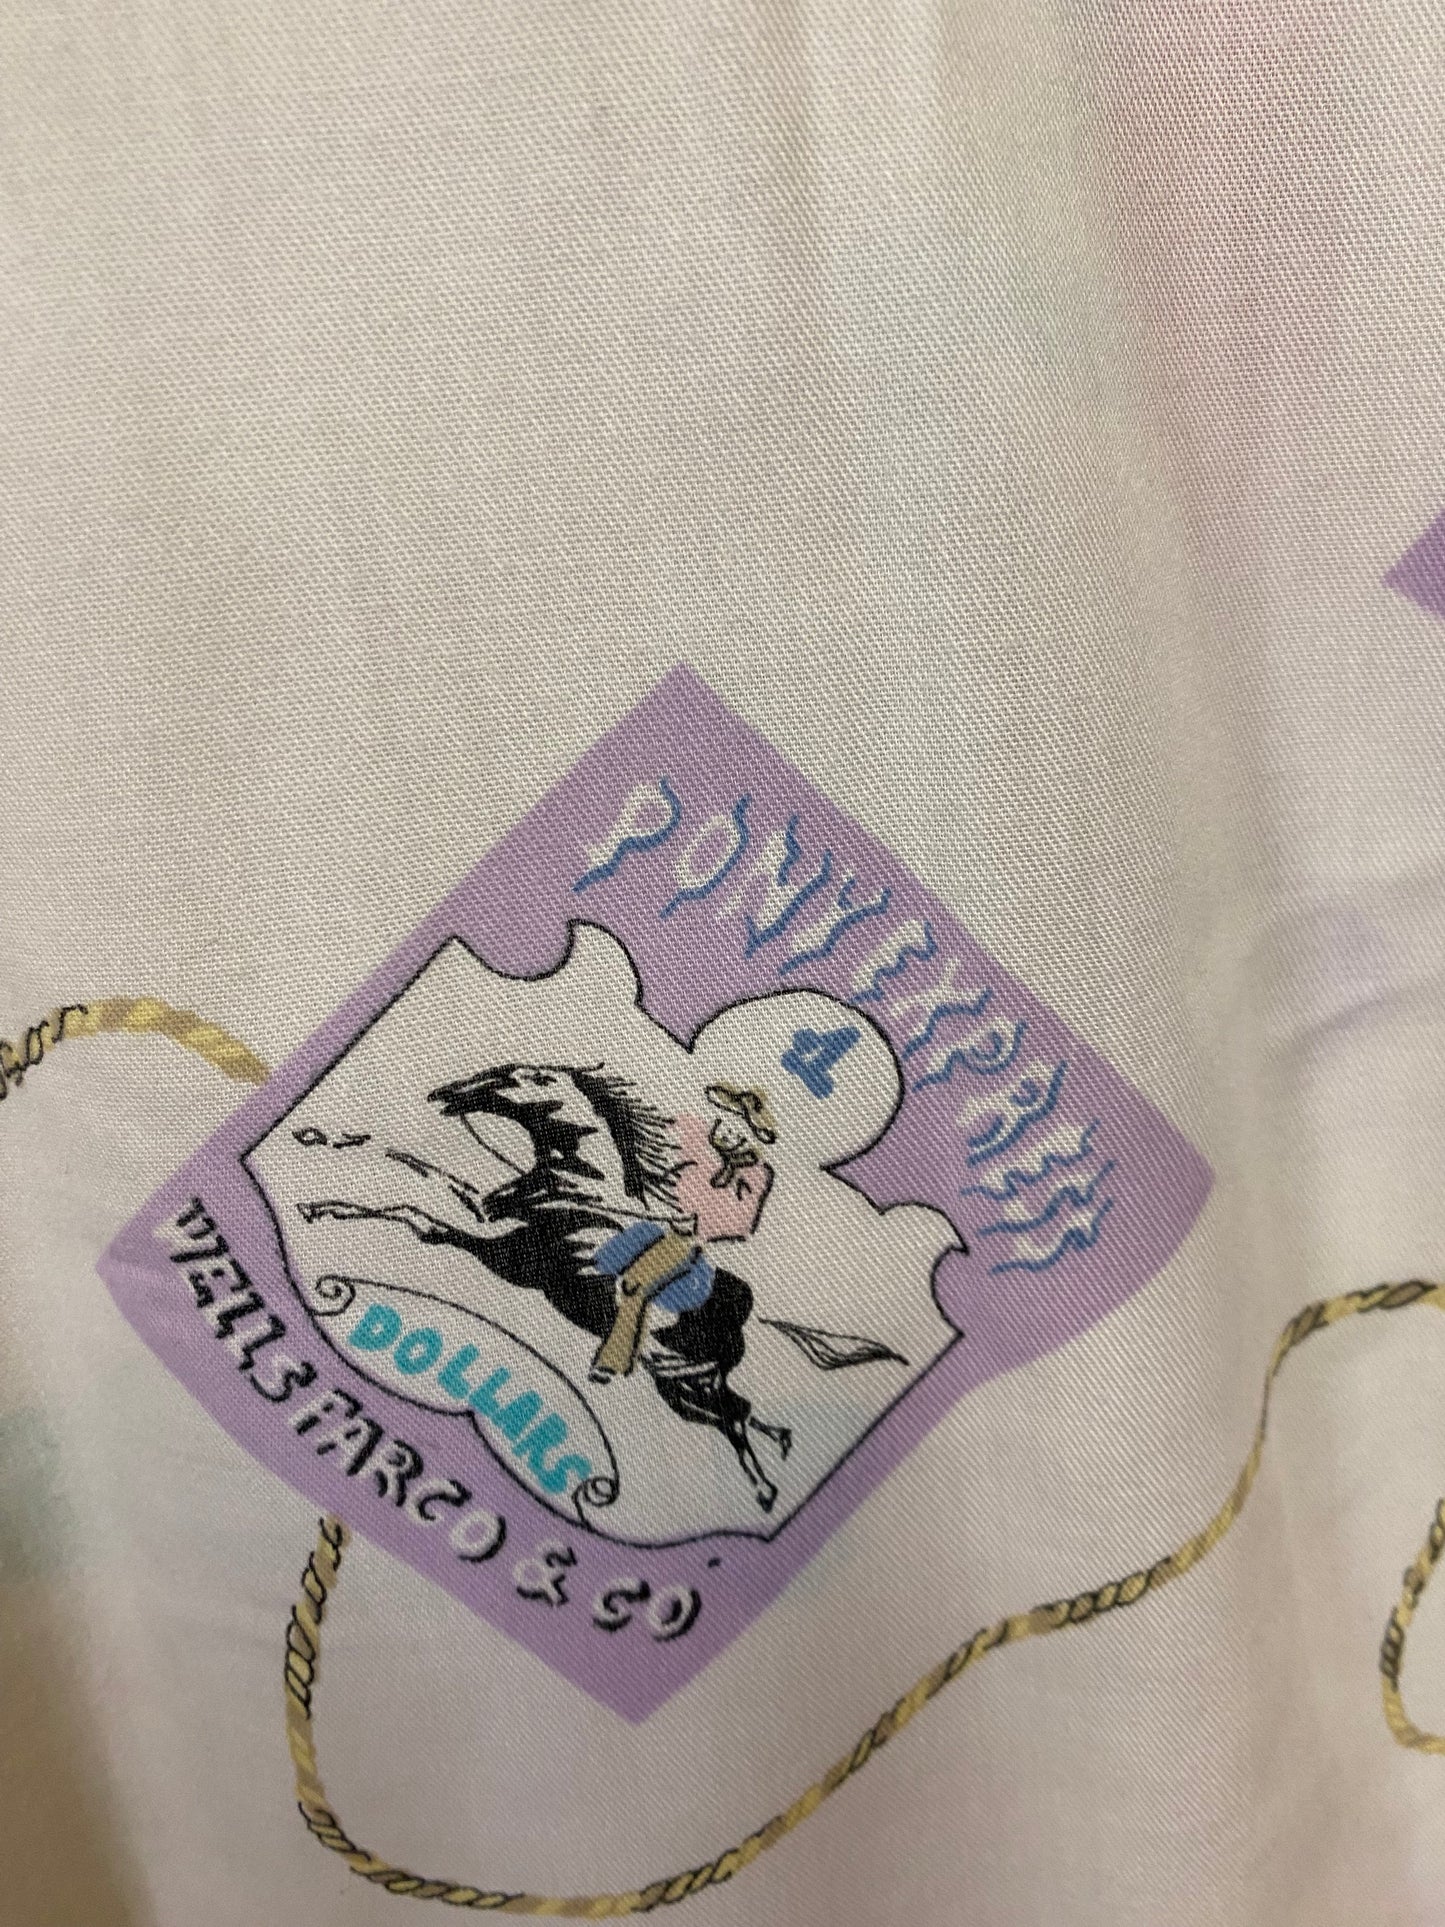 PONY EXPRESS
4
DOLLARS
WELLS FARGO & CO